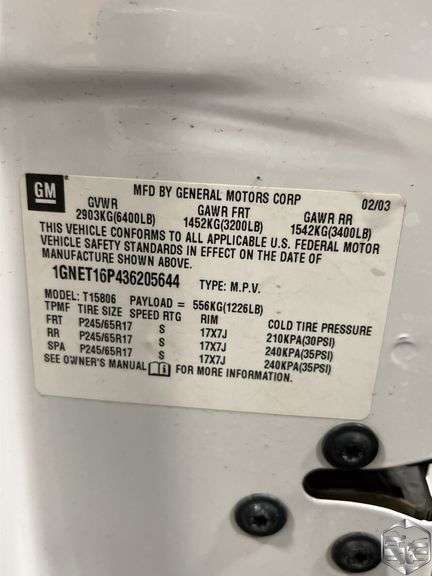 GM
MFD BY GENERAL MOTORS CORP 02/03
GVWR GAWR FRT GAWR RR
2903KG(6400LB) 1452KG(3200LB) 1542KG(3400LB)
THIS VEHICLE CONFORMS TO ALL APPLICABLE U.S. FEDERAL MOTOR
VEHICLE SAFETY STANDARDS IN EFFECT ON THE DATE OF
MANUFACTURE SHOWN ABOVE.
1GNET16P436205644 TYPE: M.P.V.
MODEL: T15806 PAYLOAD = 556KG(1226LB)
TPMF TIRE SIZE SPEED RTG RIM COLD TIRE PRESSURE
FRT P245/65R17 S 17X7J 210KPA(30PSI)
RR P245/65R17 S 17X7J 240KPA(35PSI)
SPA P245/65R17 S 17X7J 240KPA(35PSI)
SEE OWNER'S MANUAL FOR MORE INFORMATION.